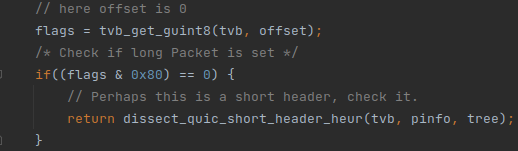 // here offset is 0
flags = tvb_get_guint8(tvb, offset);
/* Check if long Packet is set */
if((flags & 0x80) == 0) {
// Perhaps this is a short header, check it.
return dissect_quic_short_header_heur(tvb, pinfo, tree);
}